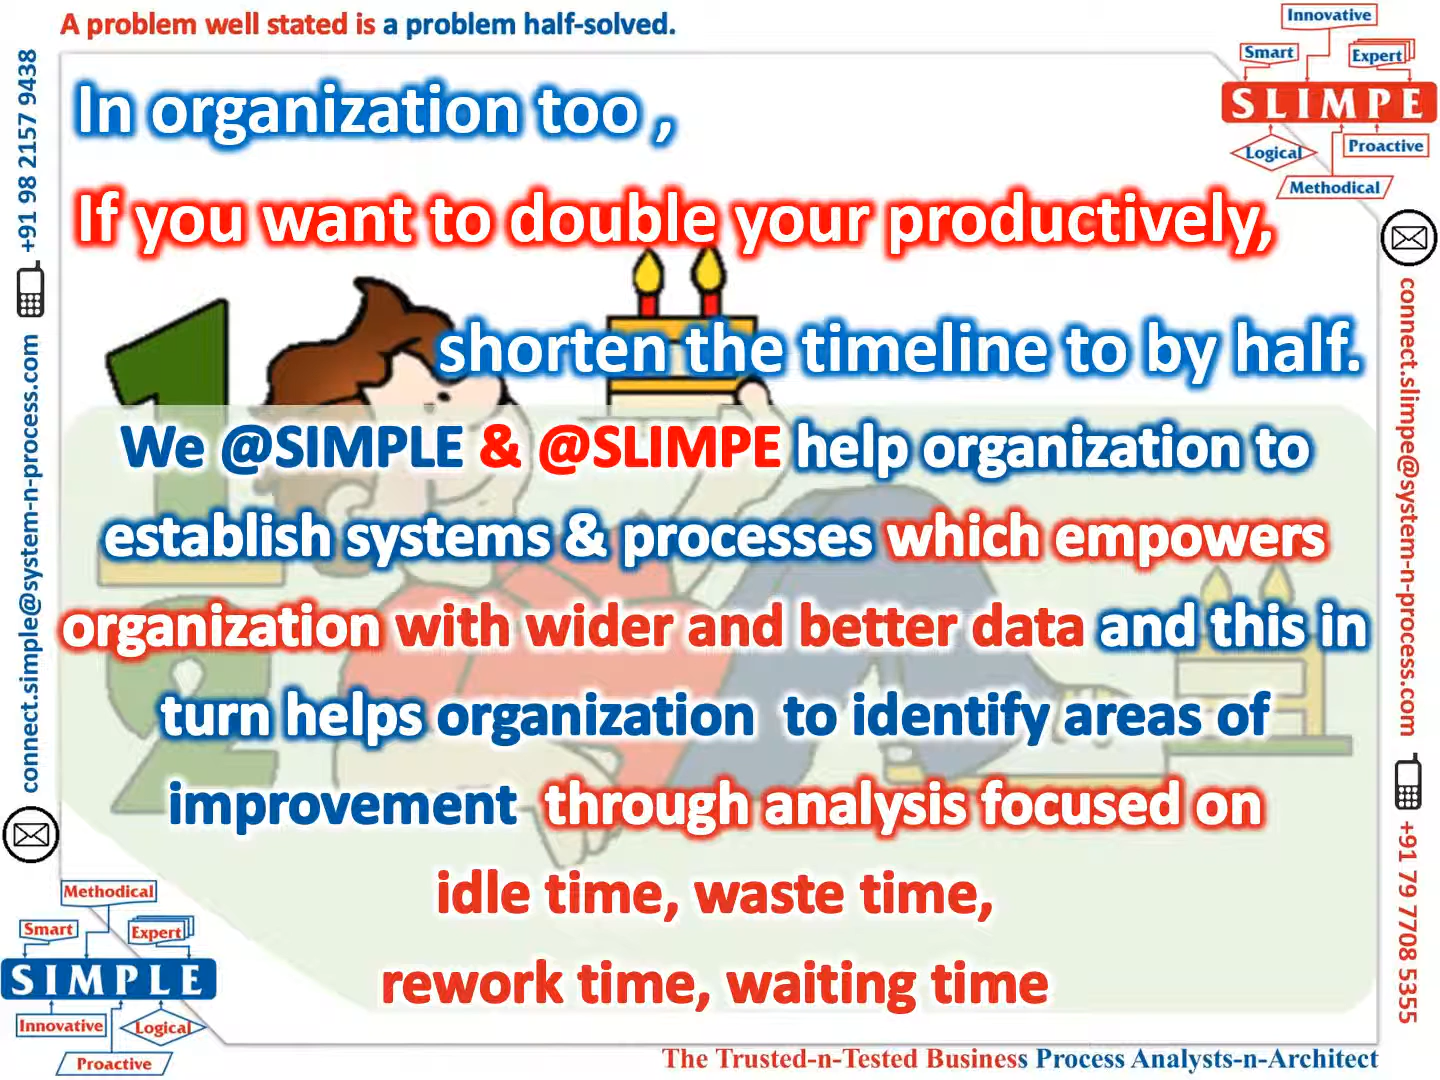 A problem well stated is a problem half-solved.
In organization too ,
If you want to double your productively,
shorten the timeline to by half.
We @SIMPLE & @SLIMPE help organization to
establish systems & processes which empowers
organization with wider and better data and this in
turn helps organization to identify areas of
improvement through analysis focused on
idle time, waste time,
rework time, waiting time
The Trusted-n-Tested Business Process Analysts-n-Architect
+91 98 2157 9438
connect.simple@system-n-process.com
Innovative
Smart
Expert
SLIMPE
Logical
Proactive
Methodical
connect.slimpe@system-n-process.com
+91 79 7708 5355
Methodical
Smart
Expert
SIMPLE
Innovative
Logical
Proactive
1
2